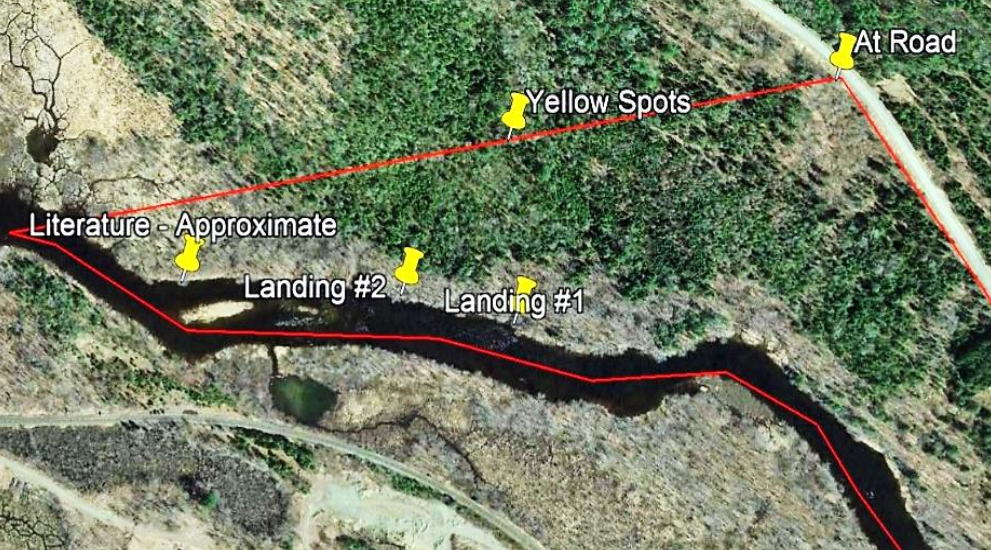 At Road
Yellow Spots
Literature - Approximate
Landing #2
Landing #1